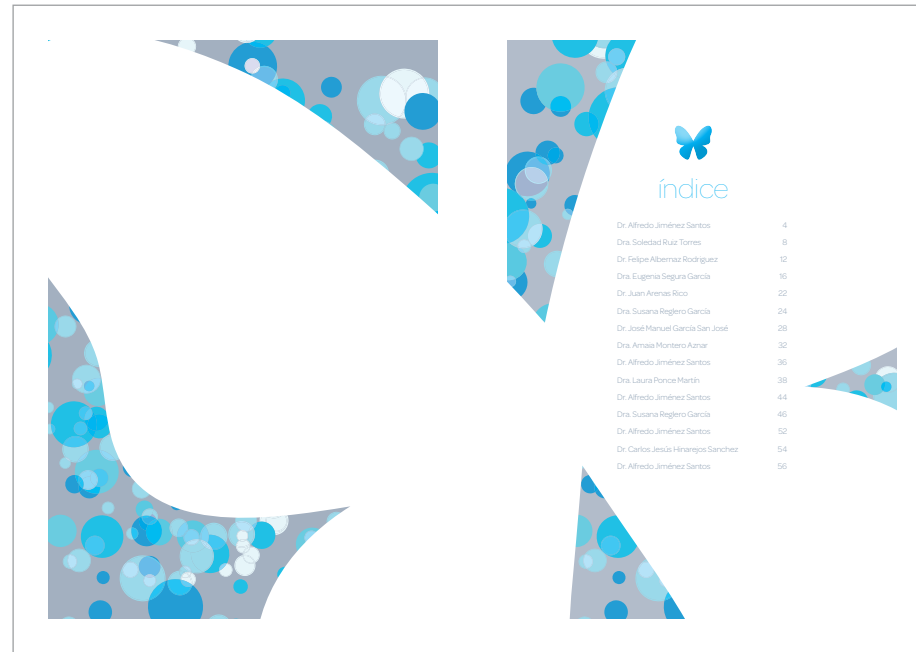 índice
Dr. Alfredo Jiménez Santos 4
Dra. Soledad Ruiz Torres 8
Dr. Felipe Albernaz Rodriguez 12
Dra. Eugenia Segura García 16
Dr. Juan Arenas Rico 22
Dra. Susana Reglero García 24
Dr. José Manuel García San José 28
Dra. Amaia Montero Aznar 32
Dr. Alfredo Jiménez Santos 36
Dra. Laura Ponce Martín 38
Dr. Alfredo Jiménez Santos 44
Dra. Susana Reglero García 46
Dr. Alfredo Jiménez Santos 52
Dr. Carlos Jesús Hinarejos Sanchez 54
Dr. Alfredo Jiménez Santos 56